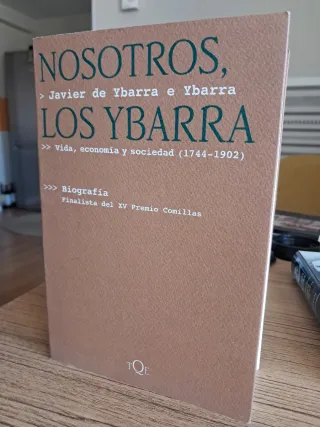 NOSOTROS,
> Javier de Ybarra e Ybarra
LOS YBARRA
>> Vida, economía y sociedad (1744-1902)
>>> Biografía
Finalista del XV Premio Comillas
TQE